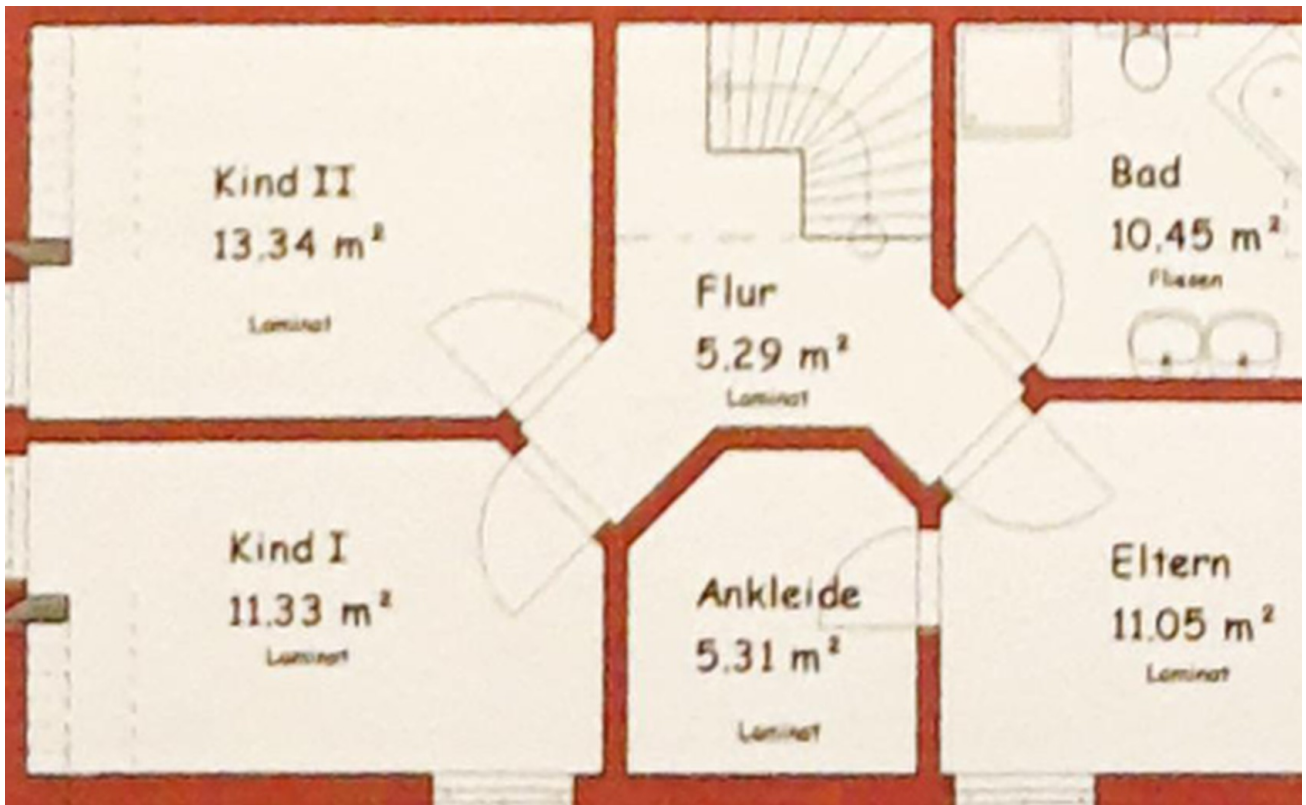 Kind II
13.34 m²
Laminat
Flur
5.29 m²
Laminat
Bad
10.45 m²
Fliesen
Kind I
11.33 m²
Laminat
Ankleide
5.31 m²
Laminat
Eltern
11.05 m²
Laminat